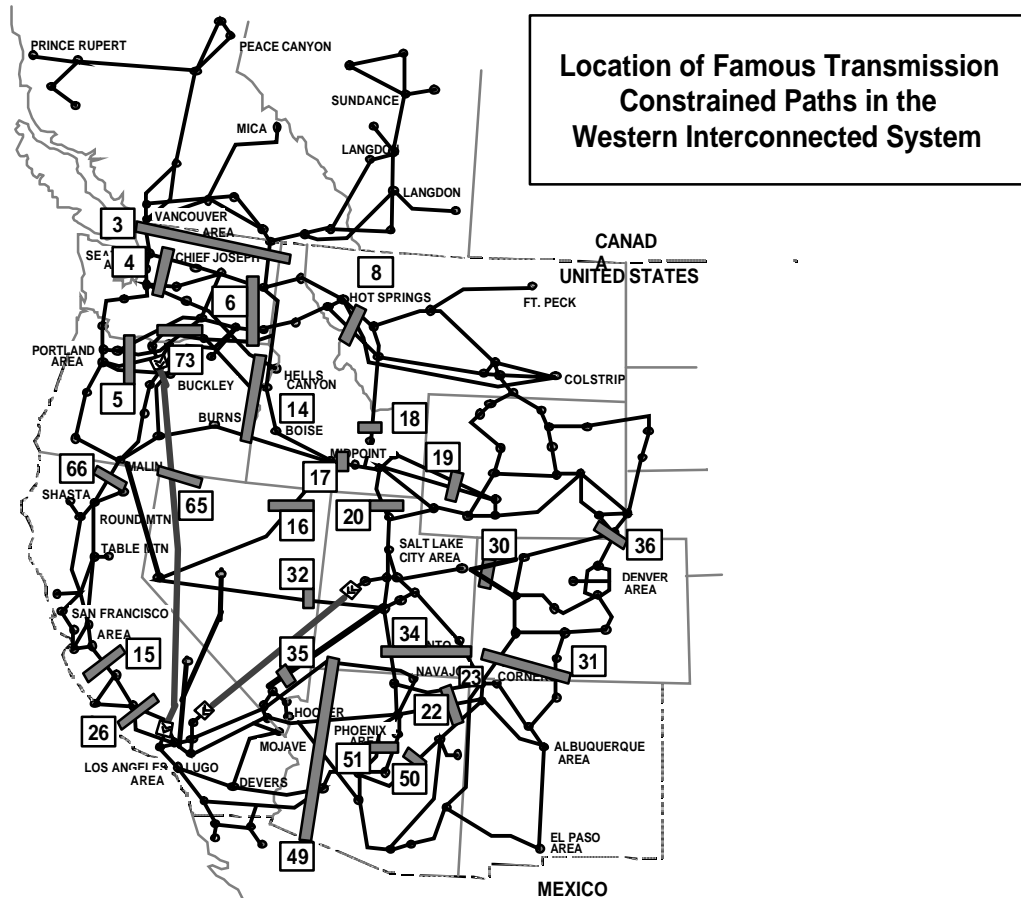 Location of Famous Transmission
Constrained Paths in the
Western Interconnected System
PRINCE RUPERT
PEACE CANYON
SUNDANCE
MICA
LANGDON
LANGDON
3
VANCOUVER
AREA
CANAD
A
UNITED STATES
4
SEA
A
CHIEF JOSEPH
8
HOT SPRINGS
FT. PECK
6
PORTLAND
AREA
73
BUCKLEY
HELLS
CANYON
COLSTRIP
5
14
BURNS
BOISE
18
MIDPOINT
17
19
66
MALIN
SHASTA
65
ROUND MTN
16
20
TABLE MTN
SALT LAKE
CITY AREA
30
36
32
DENVER
AREA
SAN FRANCISCO
AREA
34
NTO
15
35
31
NAVAJO
23
CORNER
26
HOOVER
22
PHOENIX
MOJAVE
51
50
ALBUQUERQUE
AREA
LOS ANGELES
AREA
LUGO
DEVERS
49
EL PASO
AREA
MEXICO